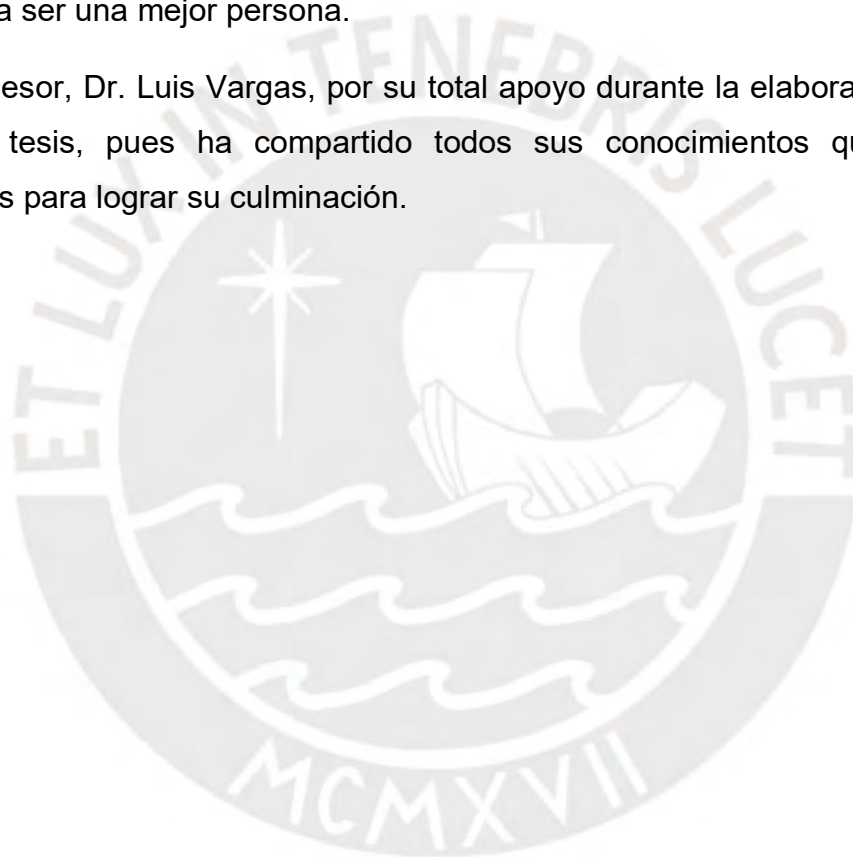 a ser una mejor persona.
esor, Dr. Luis Vargas, por su total apoyo durante la elabora
tesis, pues ha compartido todos sus conocimientos qu
s para lograr su culminación.
ET LUX IN TENEBRIS LUCET
MCMXVII